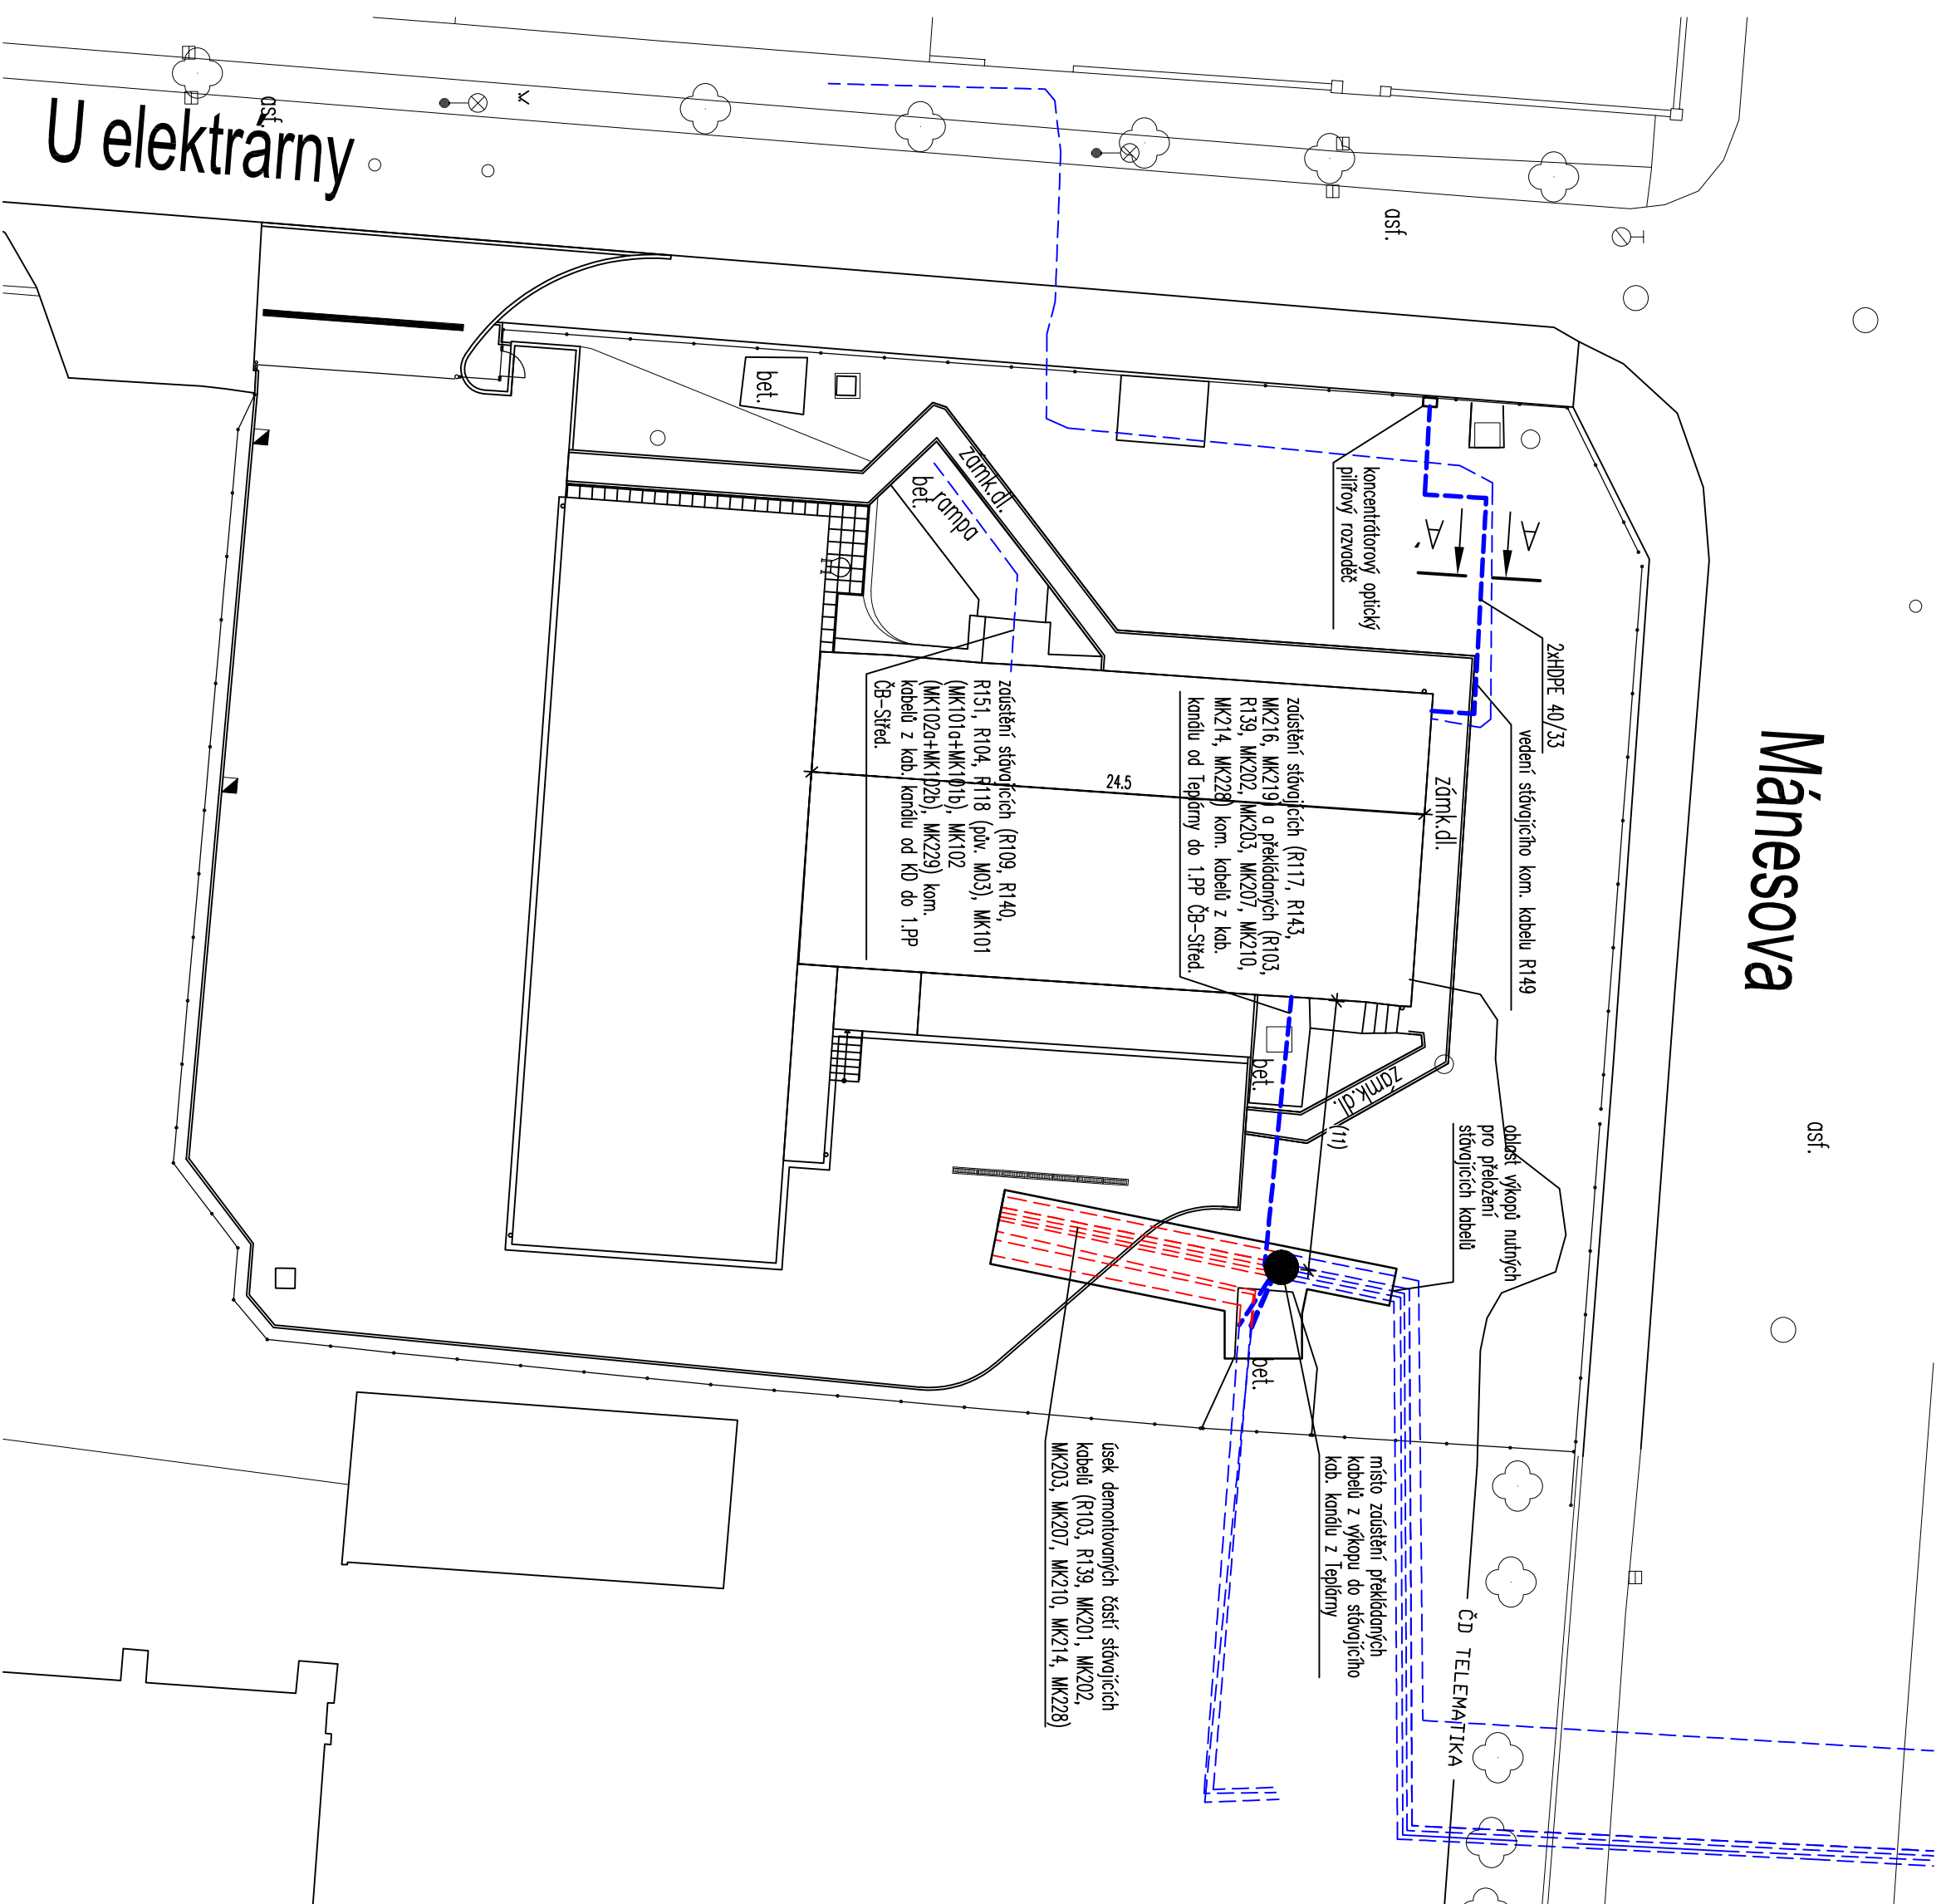 U elektrárny
asf.
asf.
bet.
zámk.dl.
rampa
bet.
koncentrátorový optický
pilířový rozvaděč
A'
A
2xHDPE 40/33
vedení stávajícího kom. kabelu R149
Mánesova
asf.
zámk.dl.
24.5
zaústění stávajících (R117, R143,
MK216, MK219) a překládaných (R103,
R139, MK202, MK203, MK207, MK210,
MK214, MK228) kom. kabelů z kab.
kanálu od Teplárny do 1.PP ČB-Střed.
zaústění stávajících (R109, R140,
R151, R104, R118 (pův. M03), MK101
(MK101a+MK101b), MK102
(MK102a+MK102b), MK229) kom.
kabelů z kab. kanálu od KD do 1.PP
ČB-Střed.
bet.
zámk.dl.
(11)
oblast výkopů nutných
pro přeložení
stávajících kabelů
bet.
místo zaústění překládaných
kabelů z výkopu do stávajícího
kab. kanálu z Teplárny
úsek demontovaných částí stávajících
kabelů (R103, R139, MK201, MK202,
MK203, MK207, MK210, MK214, MK228)
ČD TELEMATIKA